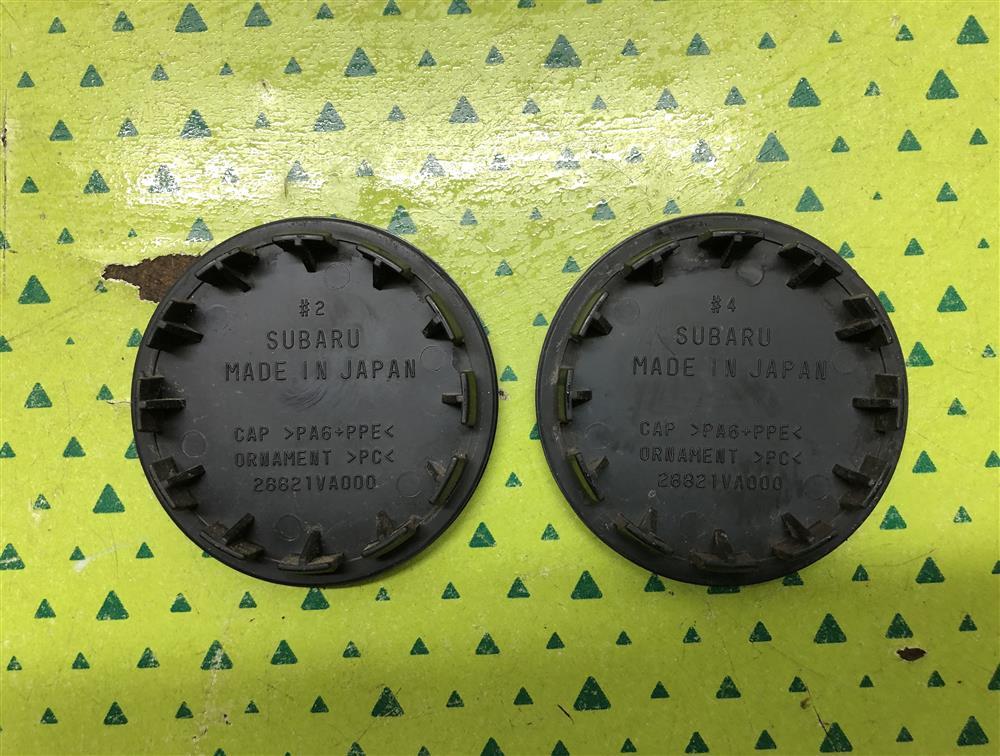 #2
SUBARU
MADE IN JAPAN
CAP >PA6+PPE<
ORNAMENT >PC<
28821VA000
#4
SUBARU
MADE IN JAPAN
CAP >PA6+PPE<
ORNAMENT >PC<
28821VA000